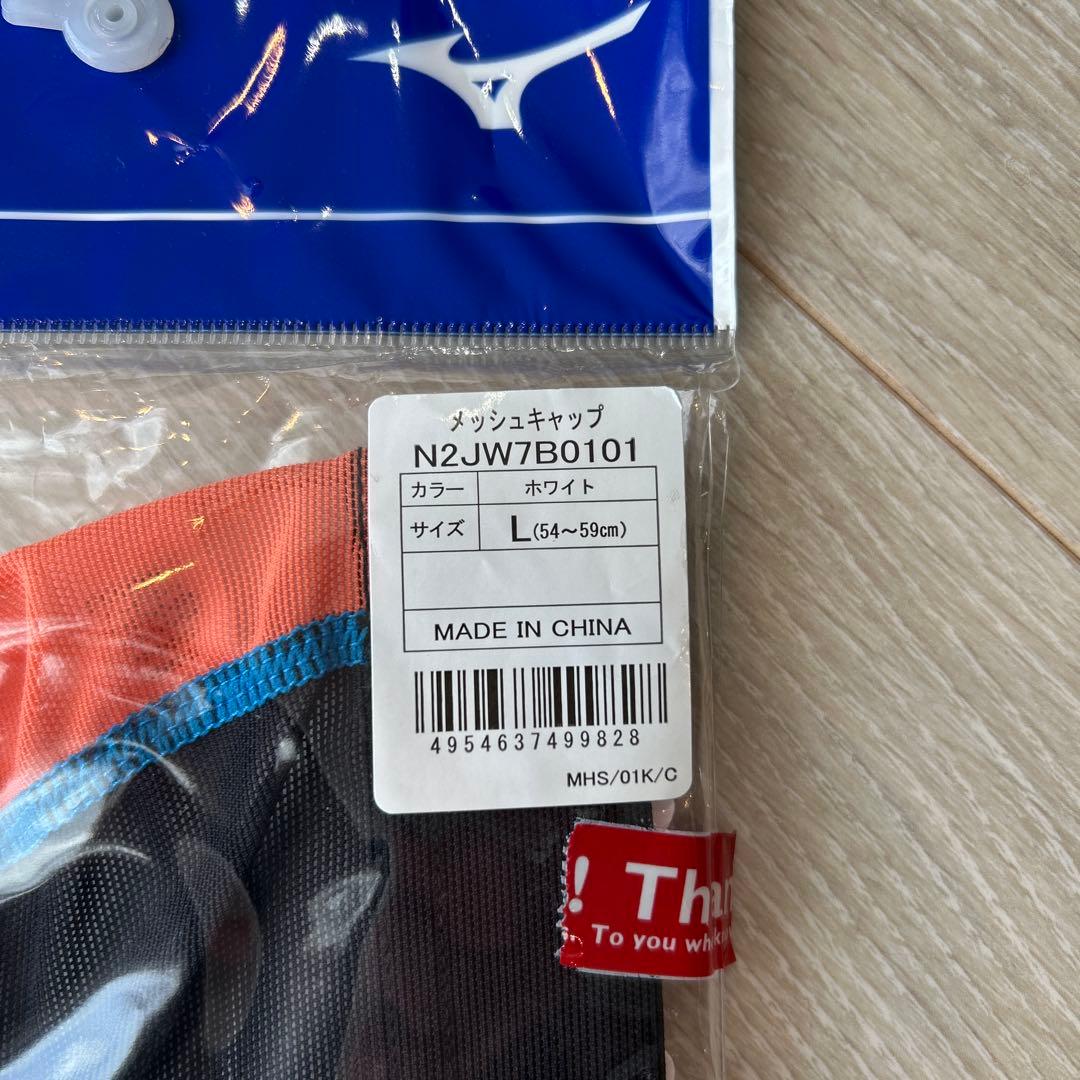 メッシュキャップ
N2JW7B0101
カラー ホワイト
サイズ L(54～59㎝)
MADE IN CHINA
4954637499828
MHS/01K/C
! Than
To you wh